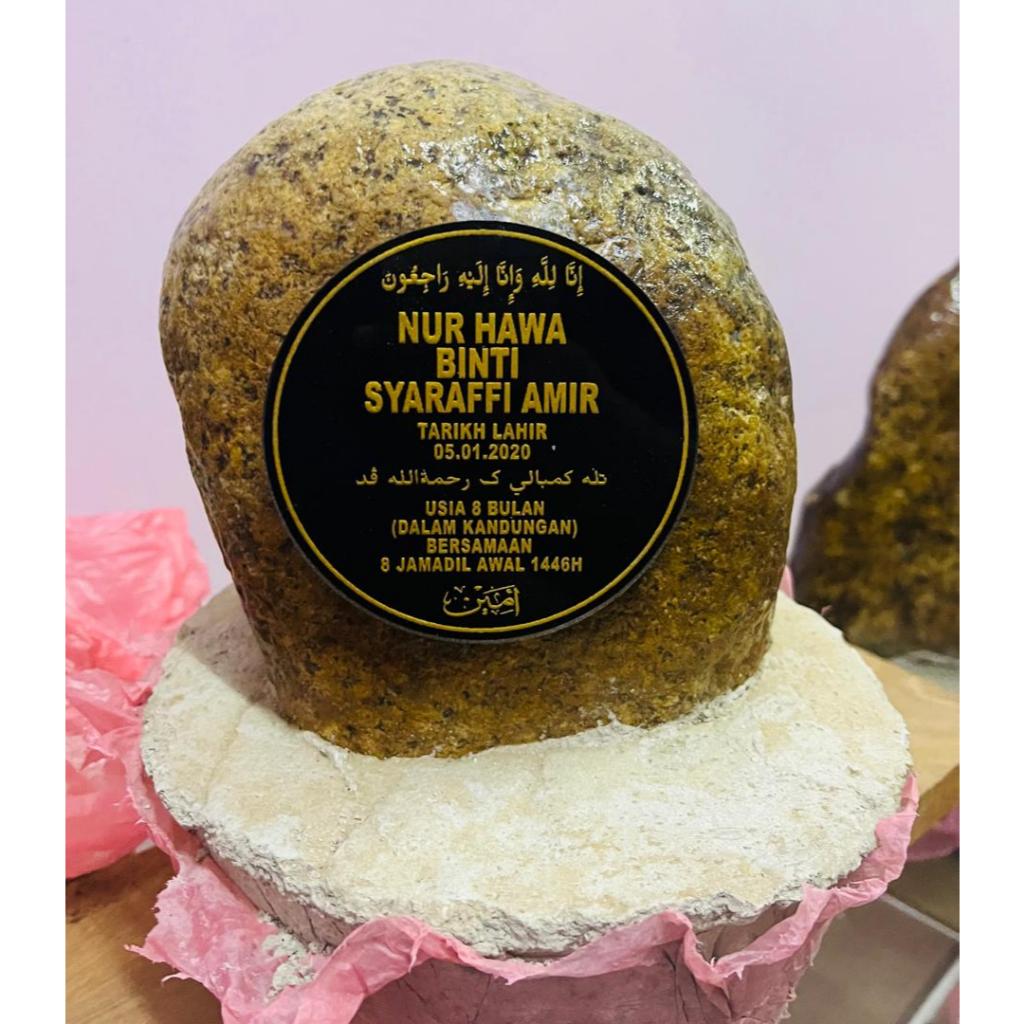 إِنَّا لِلَّهِ وَإِنَّا إِلَيْهِ رَاجِعُونَ
NUR HAWA
BINTI
SYARAFFI AMIR
TARIKH LAHIR
05.01.2020
تله كمبالي ک رحمةالله ڤد
USIA 8 BULAN
(DALAM KANDUNGAN)
BERSAMAAN
8 JAMADIL AWAL 1446H
آمِيْن